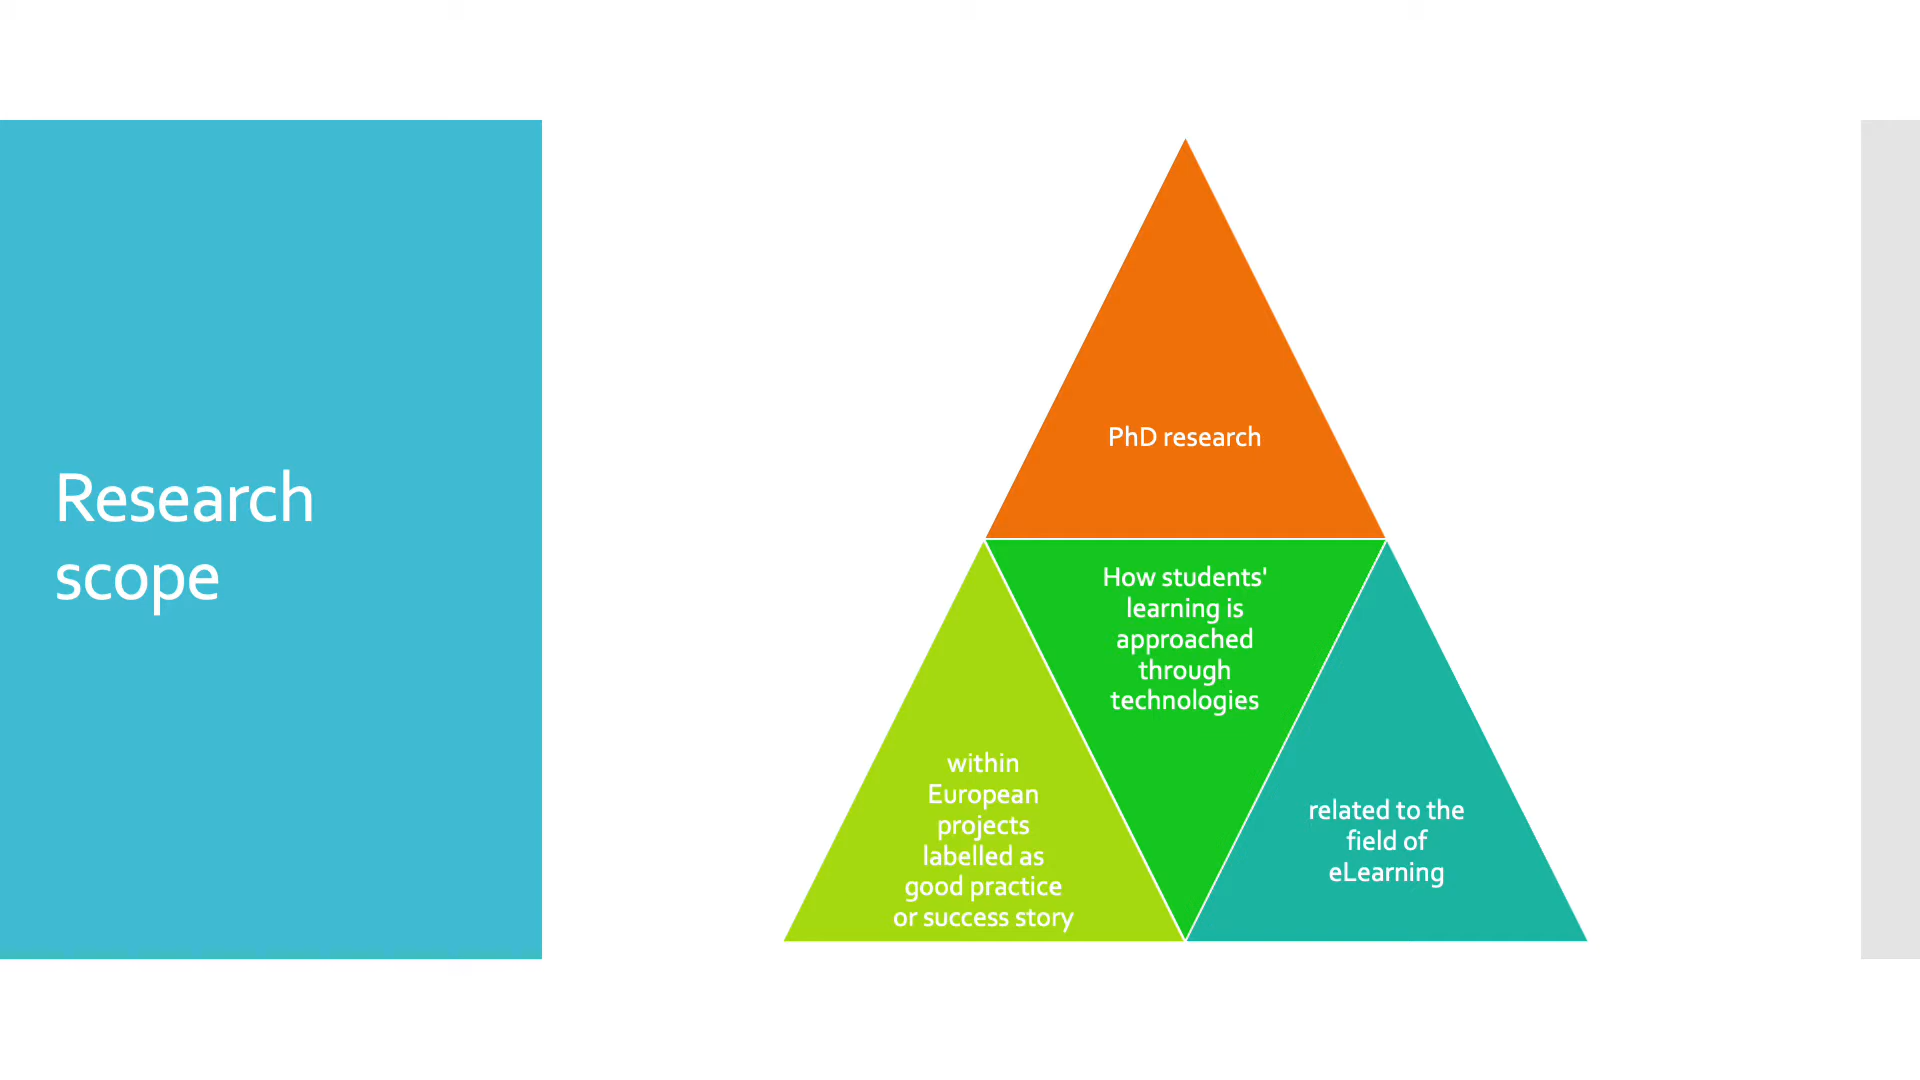 Research
scope
PhD research
How students'
learning is
approached
through
technologies
within
European
projects
labelled as
good practice
or success story
related to the
field of
eLearning